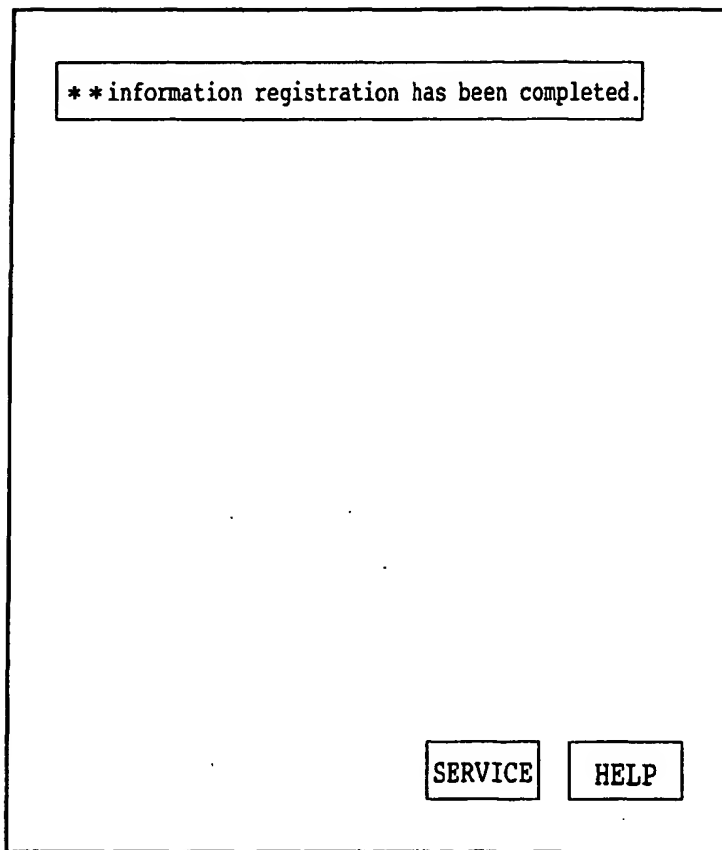 **information registration has been completed.
SERVICE HELP